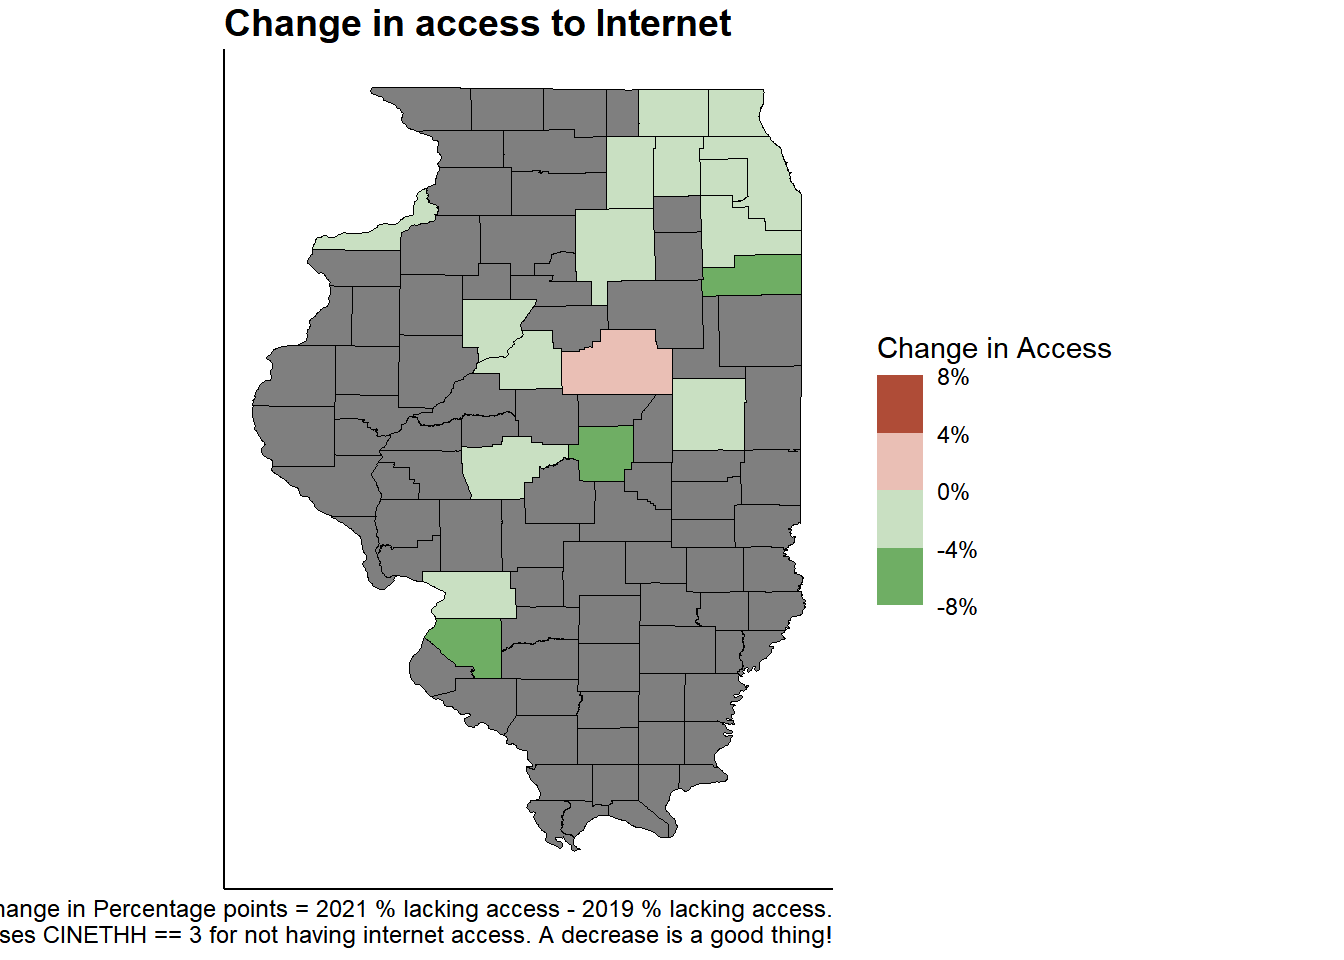 Change in access to Internet
Change in Access
8%
4%
0%
-4%
-8%
hange in Percentage points = 2021 % lacking access - 2019 % lacking access.
ses CINETHH == 3 for not having internet access. A decrease is a good thing!